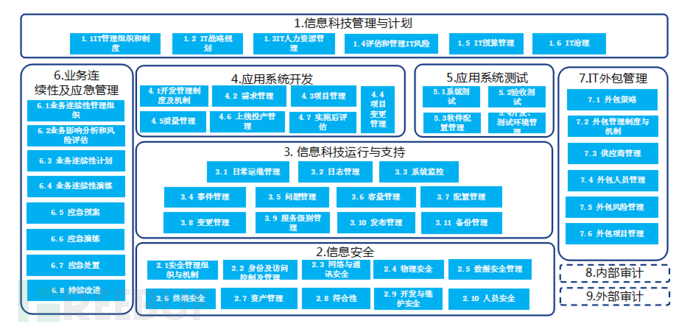 1.信息科技管理与计划
1.1IT管理组织和制
度
1.2 IT战略规
划
1.3IT人力资源管
理
1.4评估和管理IT风险
1.5 IT预算管理
1.6 IT治理
6.业务连
续性及应急管理
6.1业务连续性管理组
织
6.2业务影响分析和风
险评估
6.3 业务连续性计划
6.4 业务连续性演练
6.5 应急预案
6.6 应急演练
6.7 应急处置
6.8 持续改进
4.应用系统开发
4.1开发管理制
度及机制
4.2 需求管理
4.3项目管理
4.4
项目
变更
管理
4.5质量管理
4.6 上线投产管
理
4.7 实施后评
估
5.应用系统测试
5.1系统测
试
5.2验收测
试
5.3软件配
置管理
5.4开发、
测试环境管
理
3. 信息科技运行与支持
3.1 日常运维管理
3.2 日志管理
3.3 系统监控
3.4 事件管理
3.5 问题管理
3.6 容量管理
3.7 配置管理
3.8 变更管理
3.9 服务级别管
理
3.10 发布管理
3.11 备份管理
2.信息安全
2.1安全管理组
织与机制
2.2 身份及访问
控制及管理
2.3 网络与通
讯安全
2.4 物理安全
2.5 数据安全管理
2.6 终端安全
2.7 资产管理
2.8 符合性
2.9 开发与维
护安全
2.10 人员安全
7.IT外包管理
7.1 外包策略
7.2 外包管理制度与
机制
7.3 供应商管理
7.4 外包人员管理
7.5 外包风险管理
7.6 外包项目管理
8.内部审计
9.外部审计
REEBUF